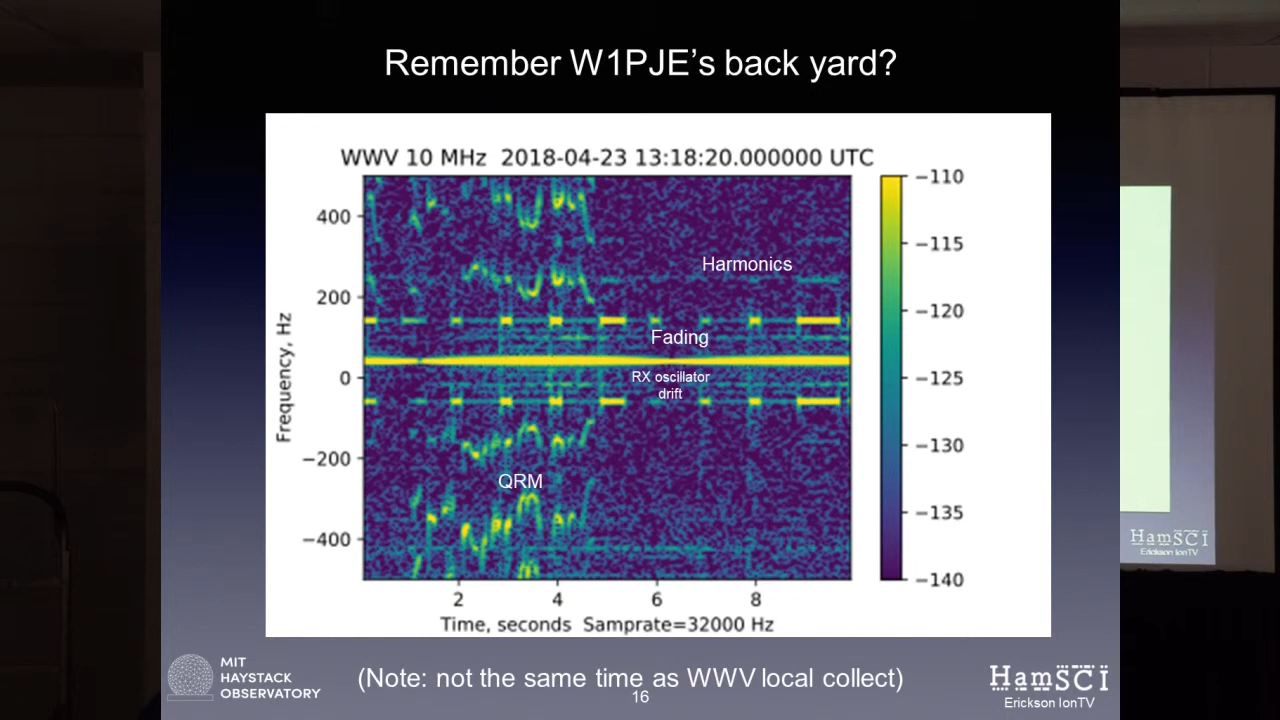 Remember W1PJE's back yard?
WWV 10 MHz 2018-04-23 13:18:20.000000 UTC
Frequency, Hz
400
200
0
−200
−400
Harmonics
Fading
RX oscillator
drift
QRM
2
4
6
8
Time, seconds Samprate=32000 Hz
−110
−115
−120
−125
−130
−135
−140
MIT
HAYSTACK
OBSERVATORY
(Note: not the same time as WWV local collect)
16
HamSCI
Erickson IonTV
HamSCI
Erickson IonTV